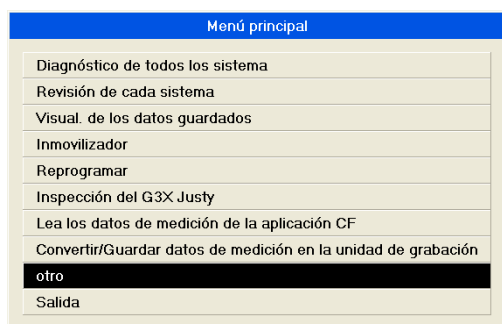 Menú principal
Diagnóstico de todos los sistema
Revisión de cada sistema
Visual. de los datos guardados
Inmovilizador
Reprogramar
Inspección del G3X Justy
Lea los datos de medición de la aplicación CF
Convertir/Guardar datos de medición en la unidad de grabación
otro
Salida